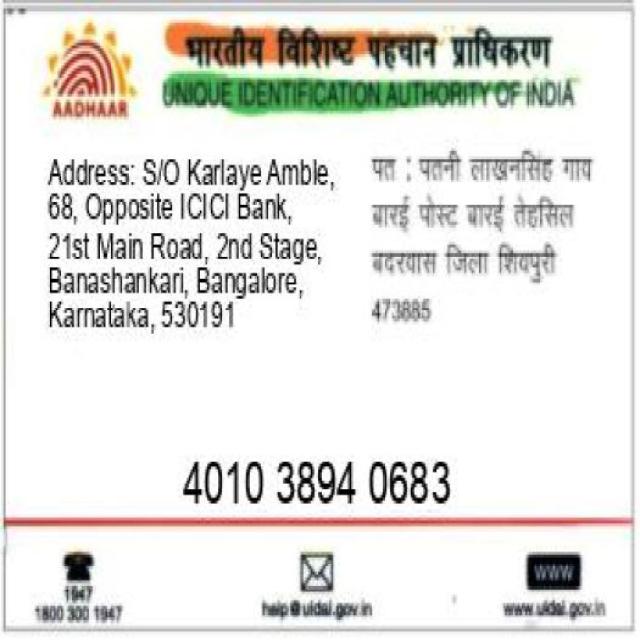 भारतीय विशिष्ट पहचान प्राधिकरण
AADHAAR
UNIQUE IDENTIFICATION AUTHORITY OF INDIA
Address: S/O Karlaye Amble,
68, Opposite ICICI Bank,
21st Main Road, 2nd Stage,
Banashankari, Bangalore,
Karnataka, 530191
पत : पतनी लाखनसिंह गाव
बारई पोस्ट बारई तेहसिल
बदरवास जिला शिवपुरी
473885
4010 3894 0683
1947
1800 300 1947
help@uidai.gov.in
WWW
www.uidai.gov.in